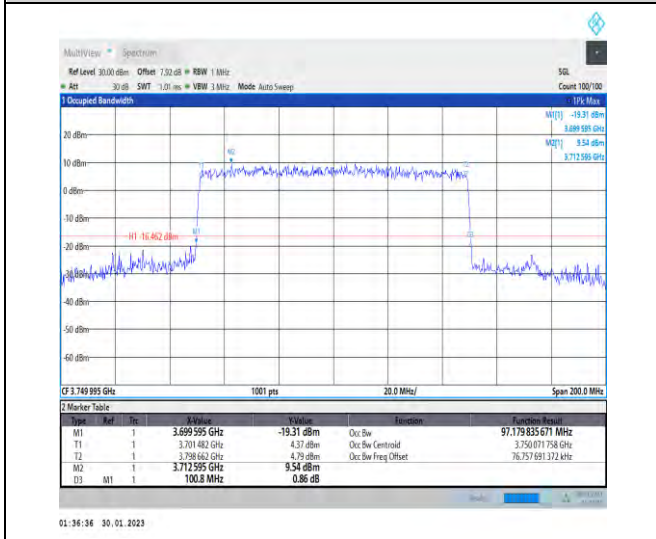 MultiView Spectrum
Ref Level 30.00 dBm Offset 7.92 dB RBW 1 MHz SGL
Att 30 dB SWT 1.01 ms VBW 3 MHz Mode Auto Sweep Count 100/100
1 Occupied Bandwidth 1Pk Max
M1[1] -19.31 dBm
3.699 595 GHz
M2[1] 9.54 dBm
3.712 595 GHz
20 dBm
M2
10 dBm
0 dBm
-10 dBm
H1 -16.462 dBm
M1
D3
-30 dBm
-40 dBm
-50 dBm
-60 dBm
CF 3.749 995 GHz 1001 pts 20.0 MHz/ Span 200.0 MHz
2 Marker Table
Type Ref Trc X-Value Y-Value Function Function Result
M1 1 3.699 595 GHz -19.31 dBm Occ Bw 97.179 835 671 MHz
T1 1 3.701 482 GHz 4.37 dBm Occ Bw Centroid 3.750 071 758 GHz
T2 1 3.798 662 GHz 4.79 dBm Occ Bw Freq Offset 76.757 691 372 kHz
M2 1 3.712 595 GHz 9.54 dBm
D3 M1 1 100.8 MHz 0.86 dB
01:36:36 30.01.2023